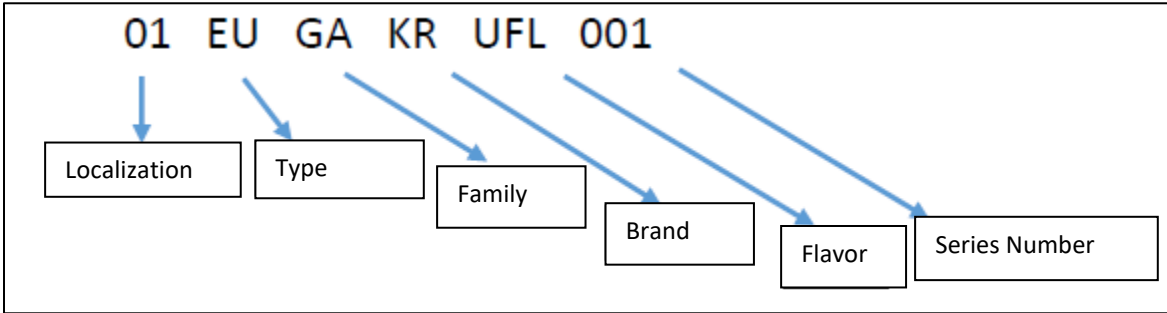 01 EU GA KR UFL 001
Localization
Type
Family
Brand
Flavor
Series Number